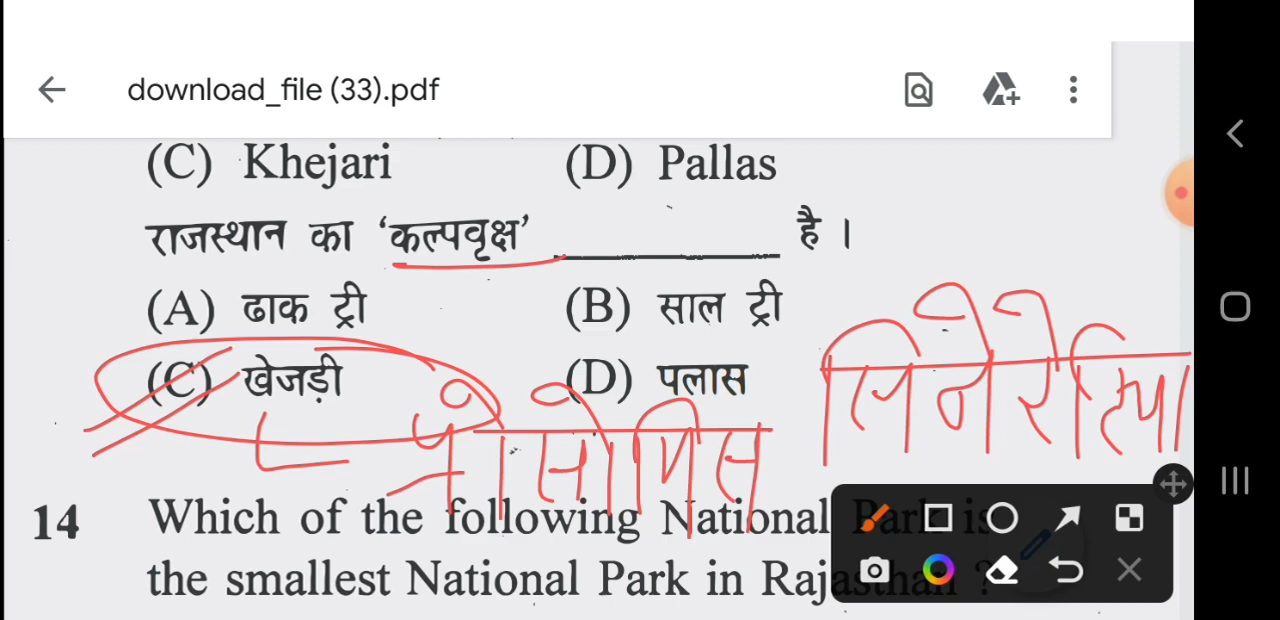 download_file (33).pdf
(C) Khejari (D) Pallas
राजस्थान का ‘कल्पवृक्ष’ __________ है ।
(A) ढाक ट्री (B) साल ट्री
(C) खेजड़ी (D) पलास
प्रोसोपिस सिनेरेरिया
14 Which of the following National Park is
the smallest National Park in Rajasthan ?